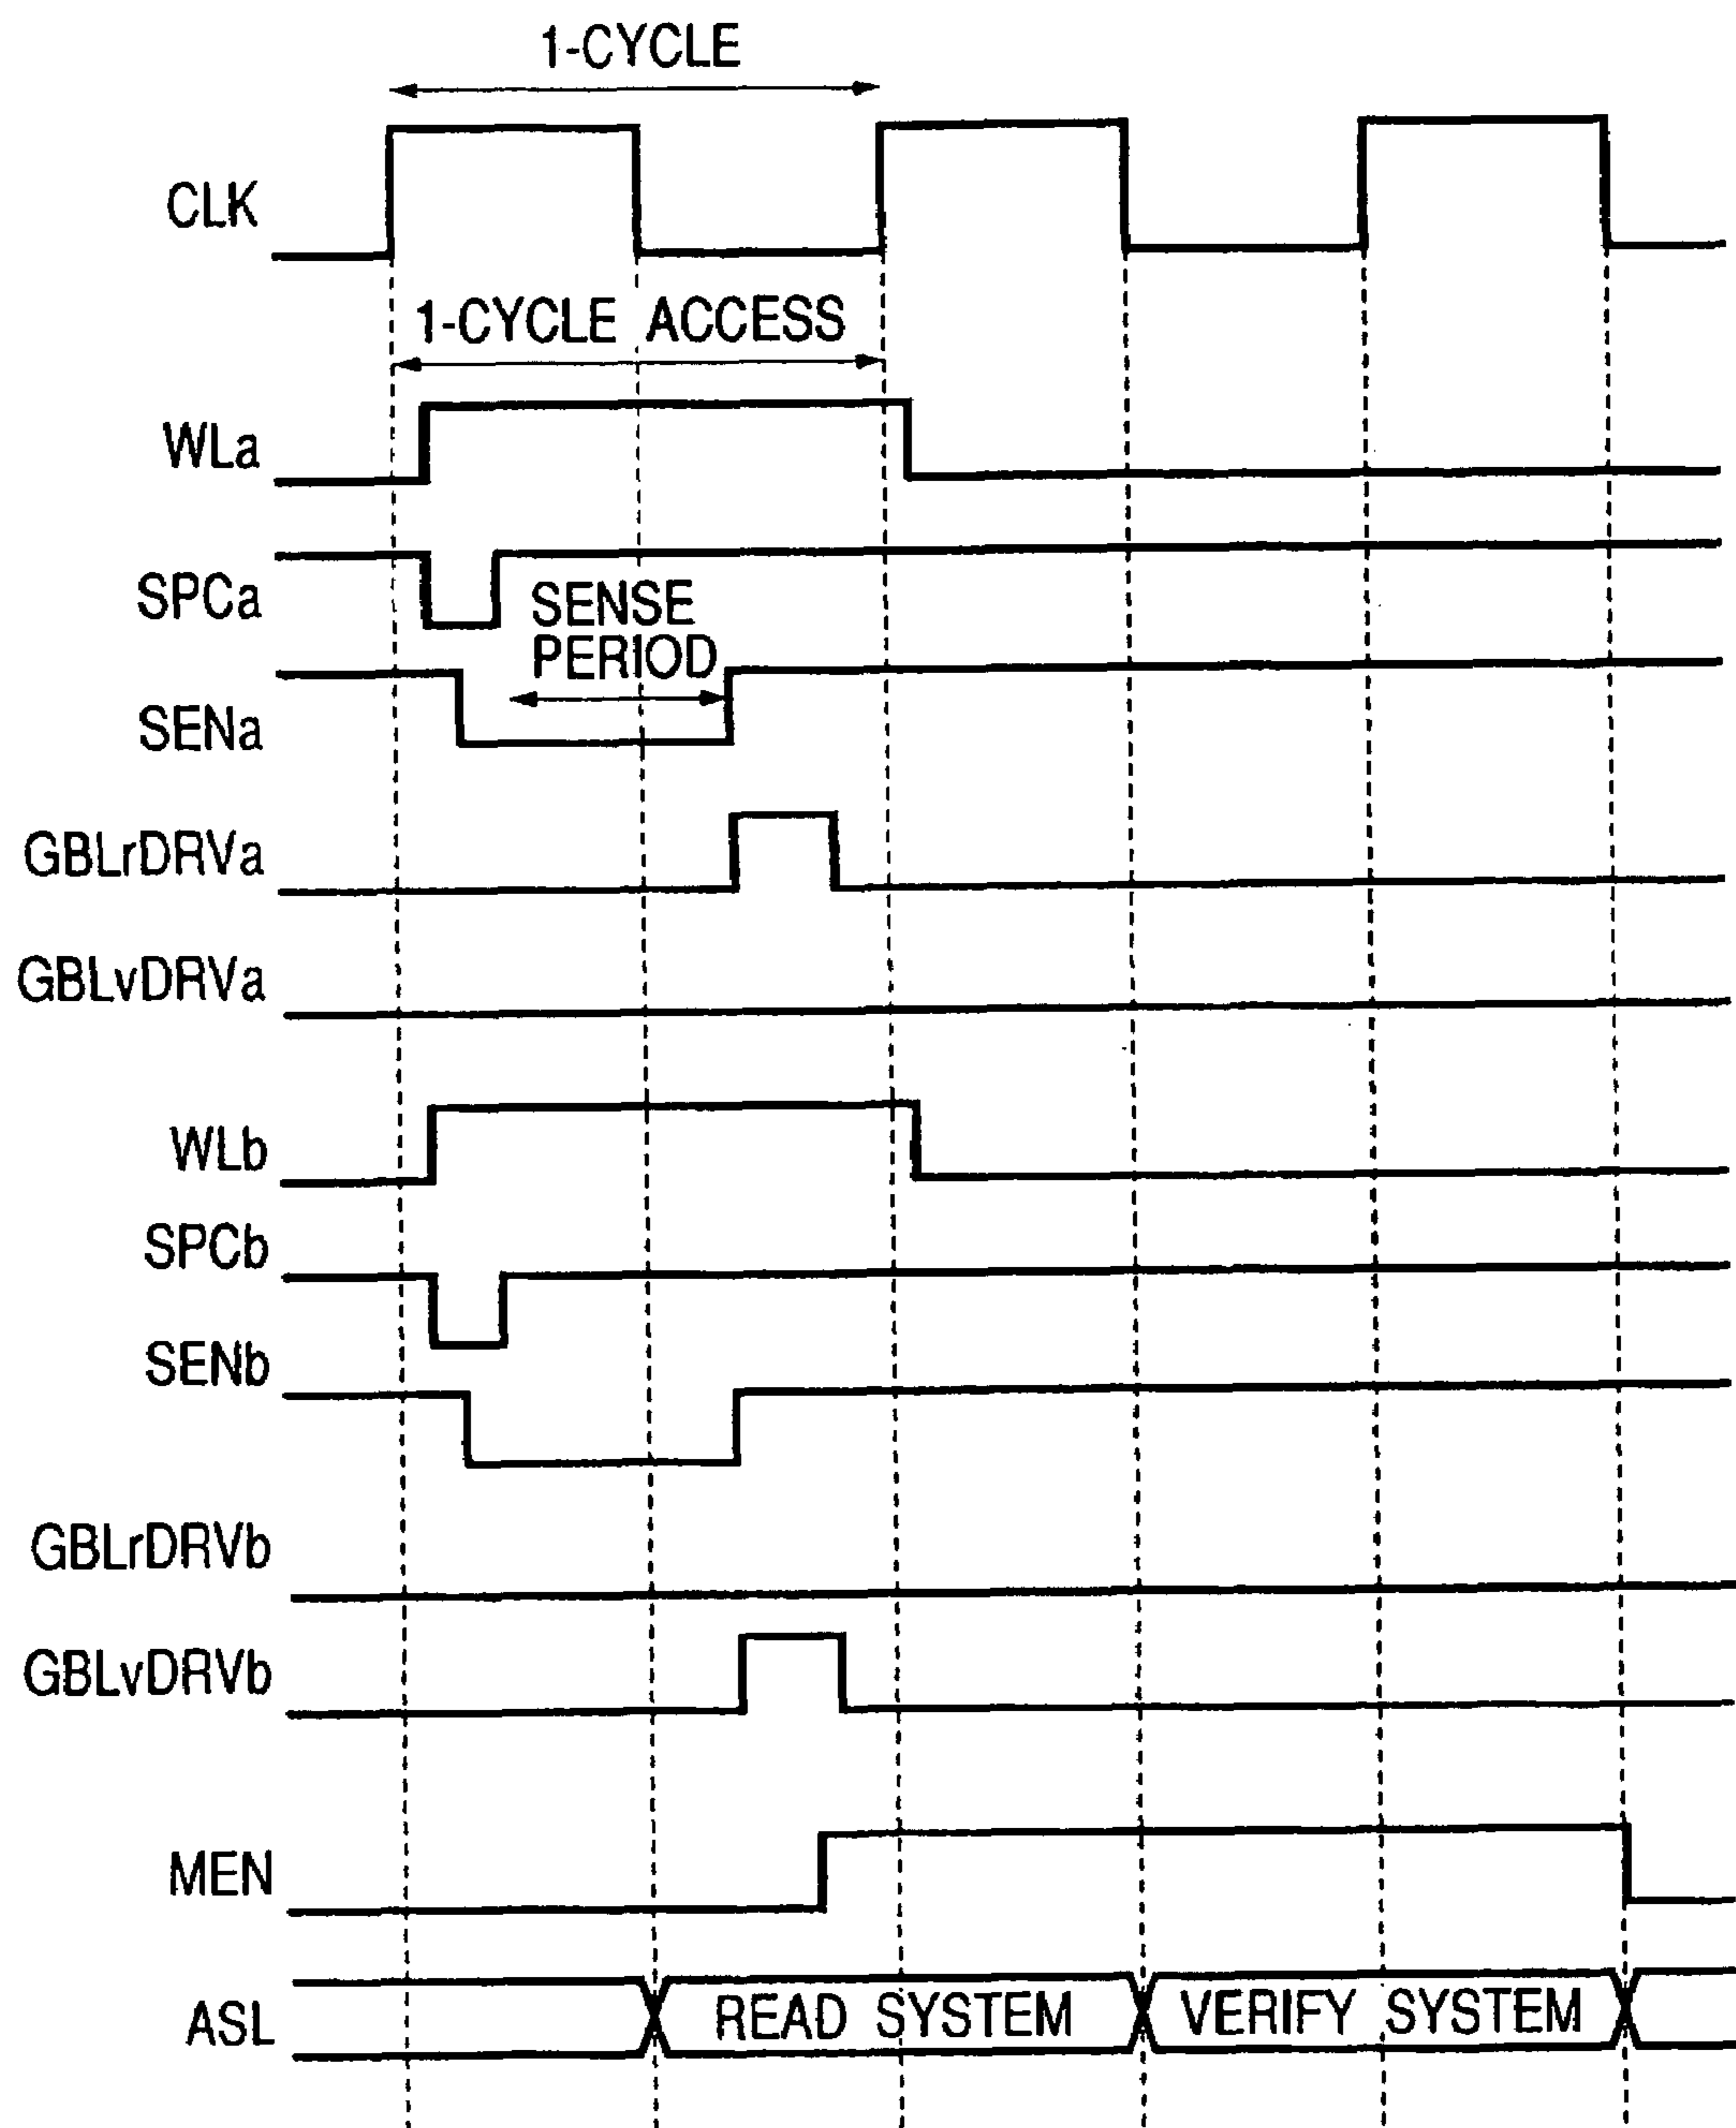 1-CYCLE
CLK
1-CYCLE ACCESS
WLa
SPCa
SENSE
PERIOD
SENa
GBLrDRVa
GBLvDRVa
WLb
SPCb
SENb
GBLrDRVb
GBLvDRVb
MEN
ASL READ SYSTEM VERIFY SYSTEM